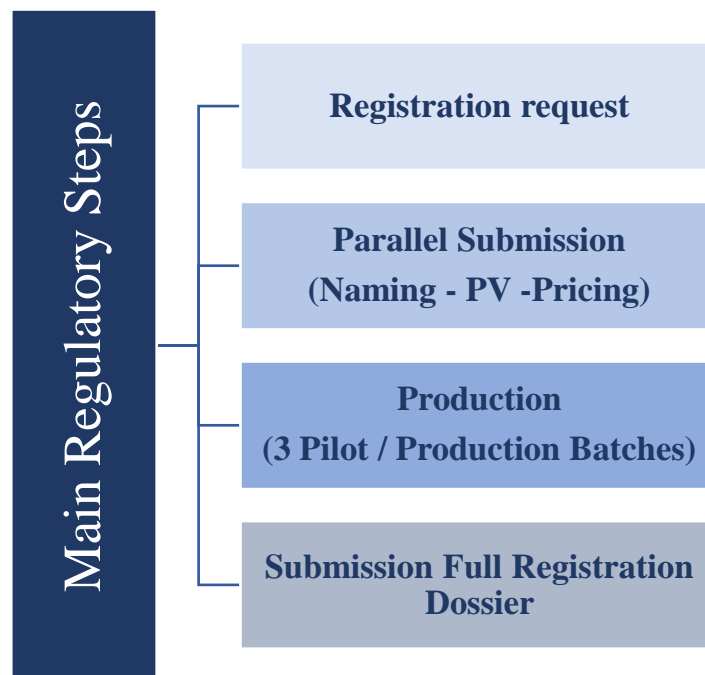 Main Regulatory Steps
Registration request
Parallel Submission
(Naming - PV -Pricing)
Production
(3 Pilot / Production Batches)
Submission Full Registration
Dossier